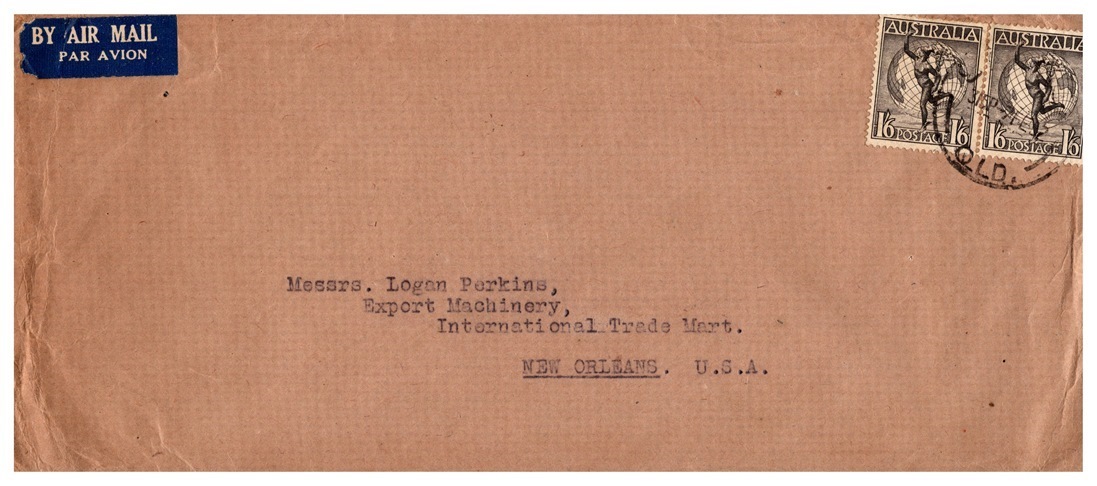 BY AIR MAIL
PAR AVION
AUSTRALIA
1/6 POSTAGE 1/6
AUSTRALIA
1/6 POSTAGE 1/6
QLD.
Messrs. Logan Perkins,
Export Machinery,
International Trade Mart.
NEW ORLEANS. U.S.A.